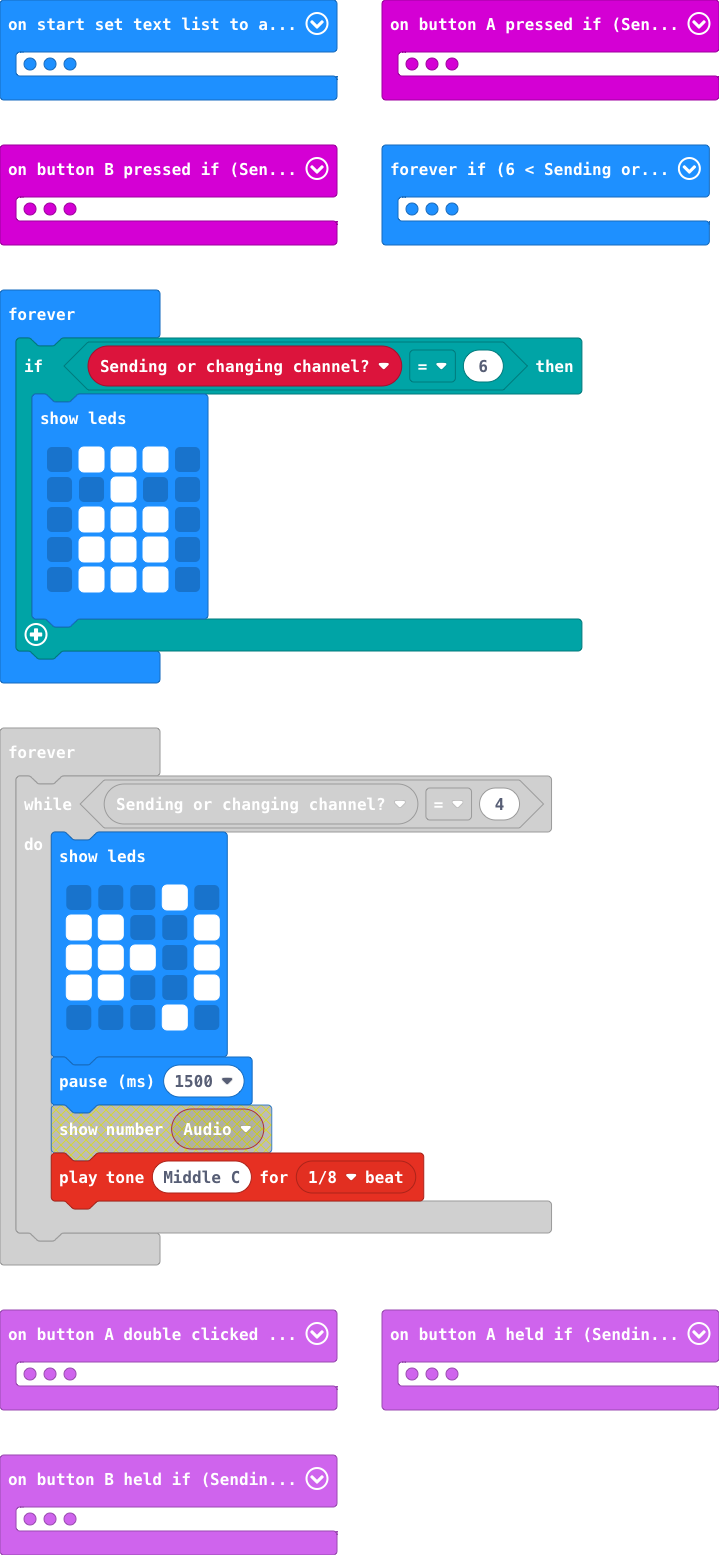 on start set text list to a...
on button A pressed if (Sen...
on button B pressed if (Sen...
forever if (6 < Sending or...
forever
if Sending or changing channel? = 6 then
show leds
forever
while Sending or changing channel? = 4
do
show leds
pause (ms) 1500
show number Audio
play tone Middle C for 1/8 beat
on button A double clicked ...
on button A held if (Sendin...
on button B held if (Sendin...